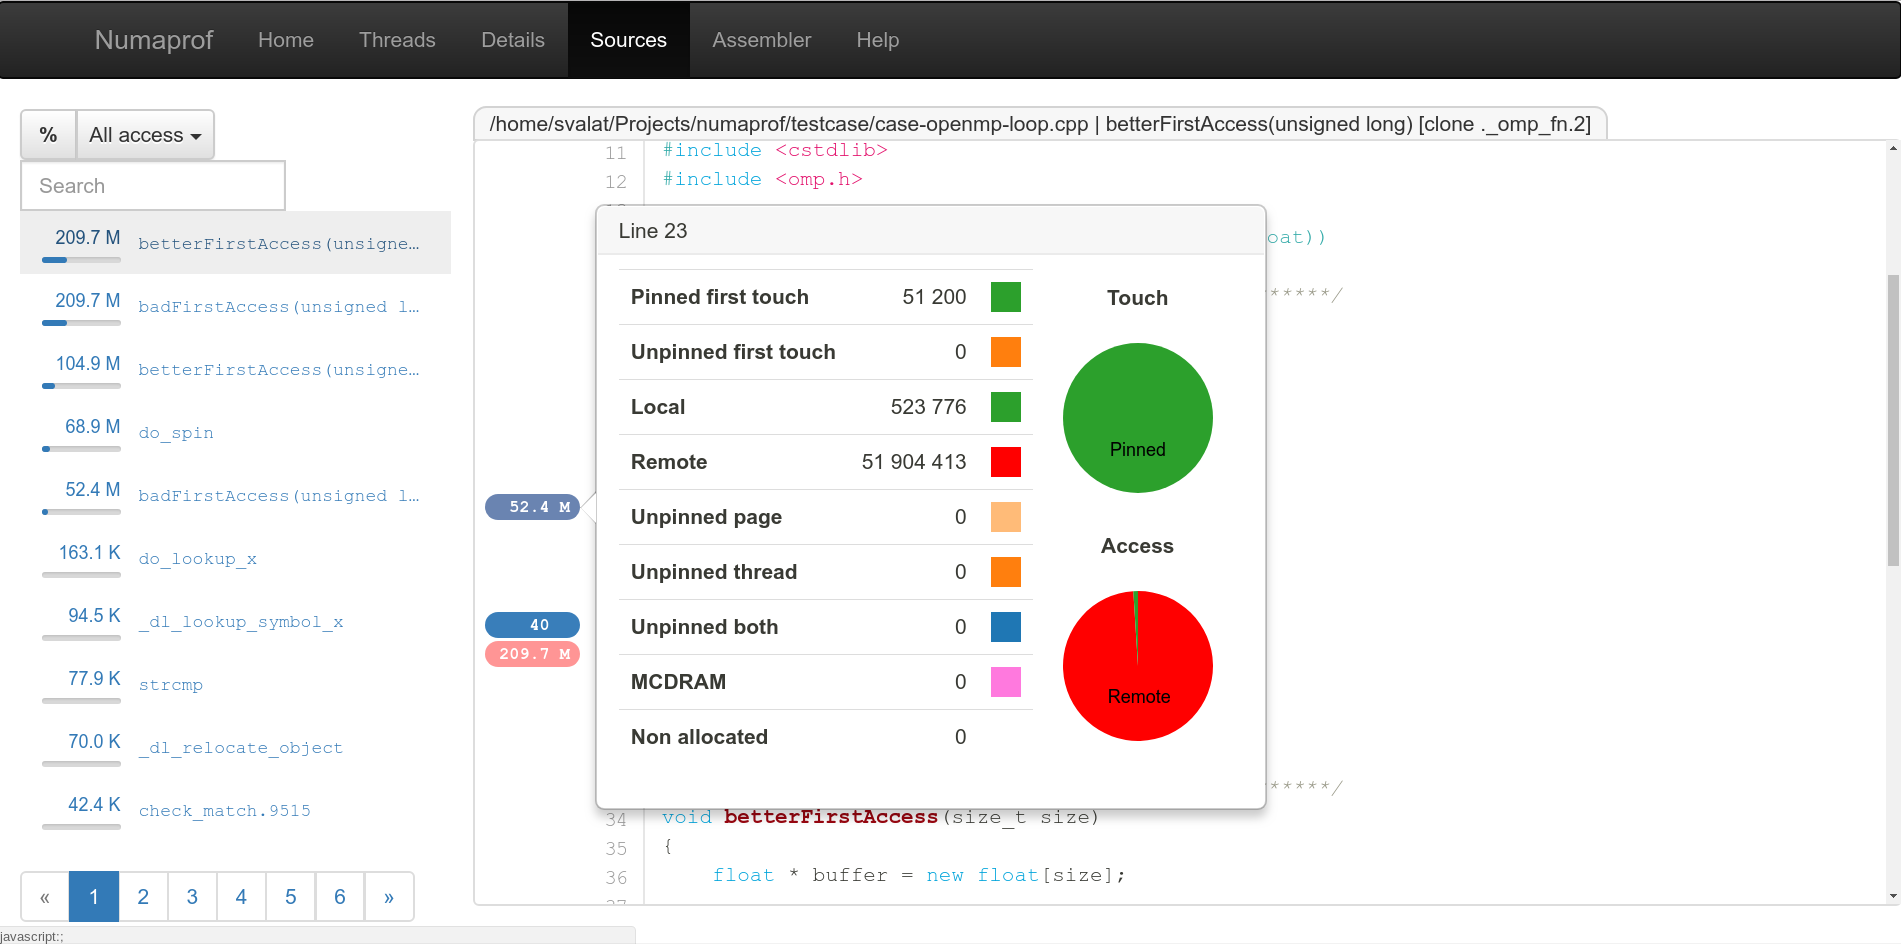 Numaprof Home Threads Details Sources Assembler Help
% All access
Search
209.7 M betterFirstAccess(unsigne…
209.7 M badFirstAccess(unsigned l…
104.9 M betterFirstAccess(unsigne…
68.9 M do_spin
52.4 M badFirstAccess(unsigned l…
163.1 K do_lookup_x
94.5 K _dl_lookup_symbol_x
77.9 K strcmp
70.0 K _dl_relocate_object
42.4 K check_match.9515
« 1 2 3 4 5 6 »
javascript:;
/home/svalat/Projects/numaprof/testcase/case-openmp-loop.cpp | betterFirstAccess(unsigned long) [clone ._omp_fn.2]
11 #include <cstdlib>
12 #include <omp.h>
oat))
*****/
52.4 M
40
209.7 M
Line 23
Pinned first touch 51 200
Unpinned first touch 0
Local 523 776
Remote 51 904 413
Unpinned page 0
Unpinned thread 0
Unpinned both 0
MCDRAM 0
Non allocated 0
Touch
Pinned
Access
Remote
*****/
34 void betterFirstAccess(size_t size)
35 {
36 float * buffer = new float[size];